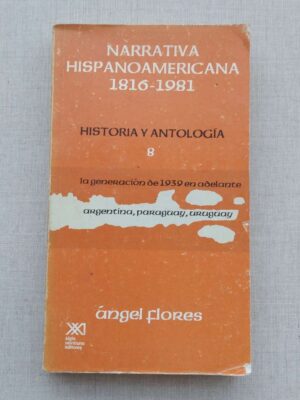 NARRATIVA
HISPANOAMERICANA
1816-1981
HISTORIA Y ANTOLOGÍA
8
la generación de 1939 en adelante
argentina, paraguay, uruguay
ángel flores
siglo
veintiuno
editores